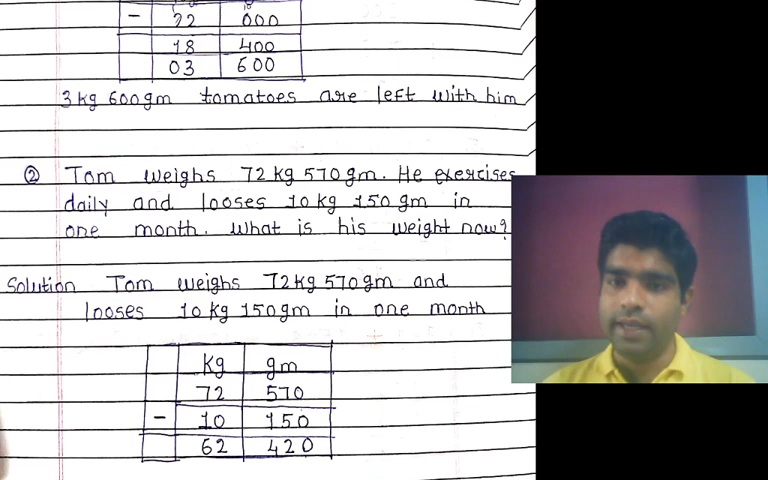 - 22 000
18 400
03 600
3 kg 600 gm tomatoes are left with him
② Tom weighs 72 kg 570 gm. He exercises
daily and looses 10 kg 150 gm in
one month. What is his weight now?
Solution Tom weighs 72 kg 570 gm and
looses 10 kg 150 gm in one month
Kg gm
72 570
- 10 150
62 420